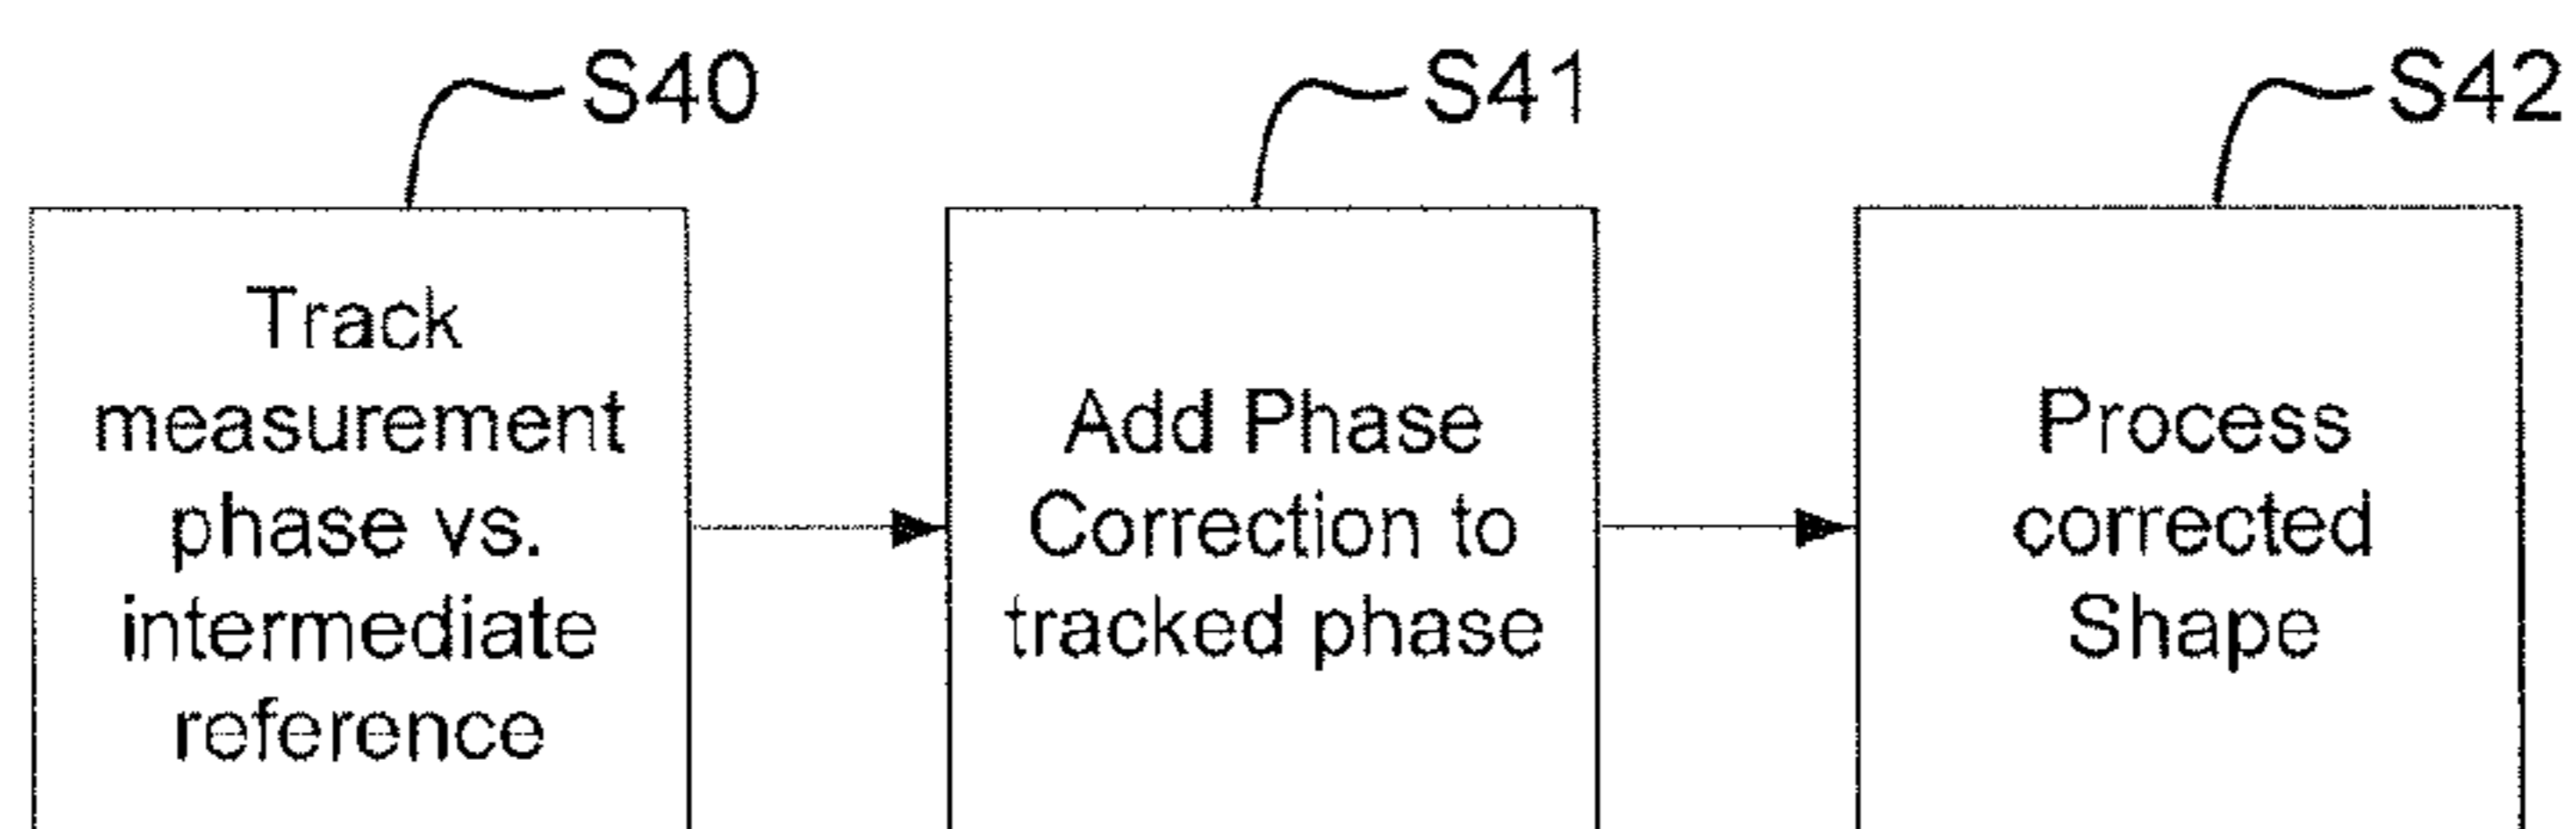 S40
S41
S42
Track
measurement
phase vs.
intermediate
reference
Add Phase
Correction to
tracked phase
Process
corrected
Shape